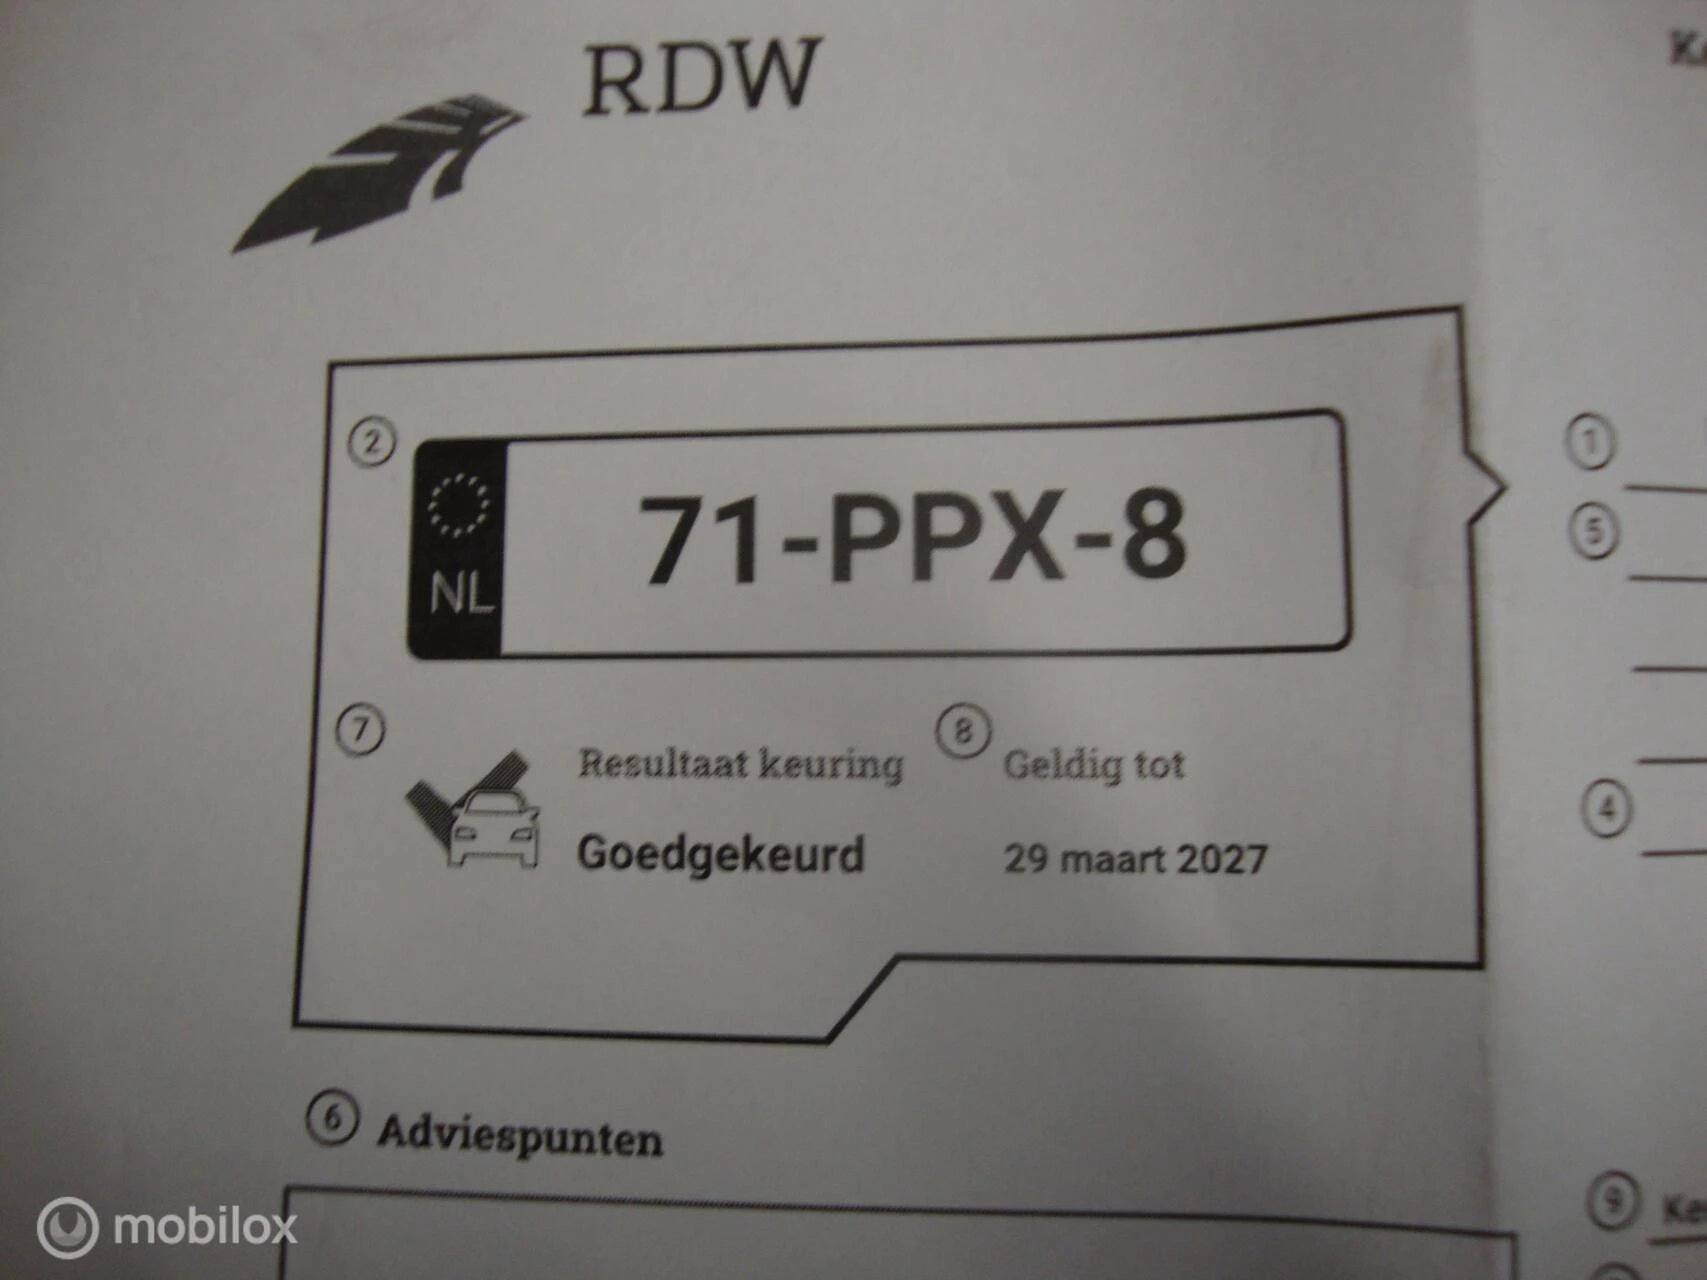 RDW
2
NL
71-PPX-8
7
Resultaat keuring
8
Geldig tot
Goedgekeurd
29 maart 2027
6
Adviespunten
1
5
4
9
mobilox